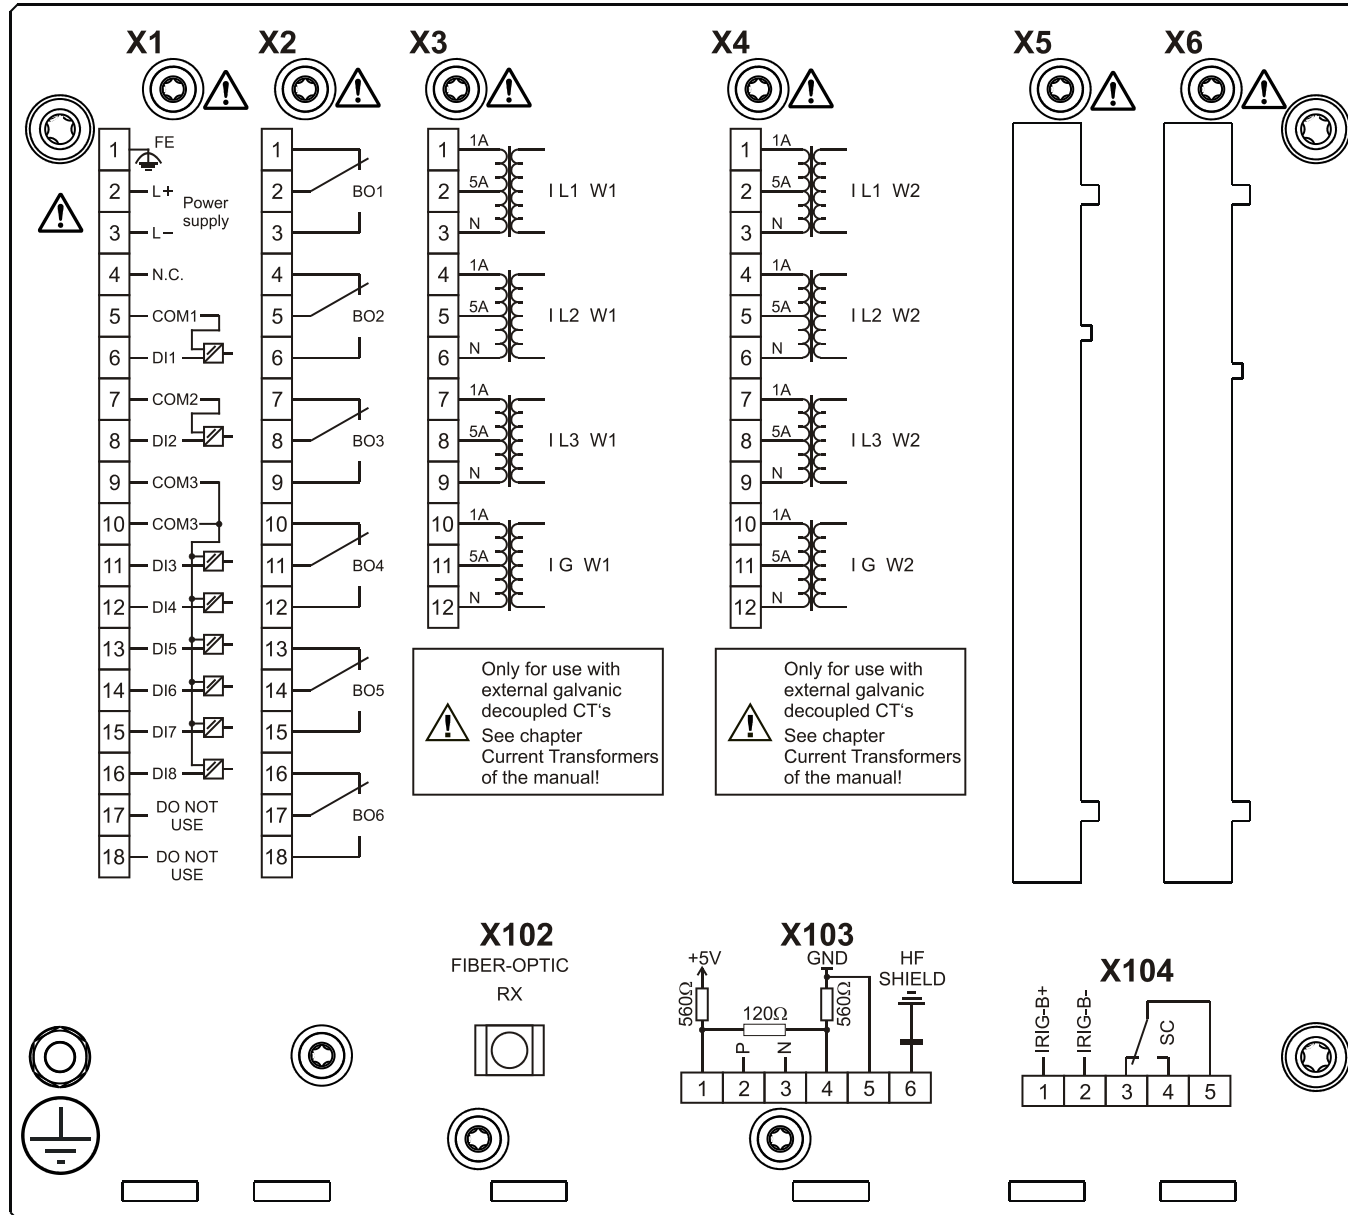 X1
X2
X3
X4
X5
X6
1 FE
2 L+
Power
supply
3 L−
4 N.C.
5 COM1
6 DI1
7 COM2
8 DI2
9 COM3
10 COM3
11 DI3
12 DI4
13 DI5
14 DI6
15 DI7
16 DI8
17 DO NOT
USE
18 DO NOT
USE
1
2 BO1
3
4
5 BO2
6
7
8 BO3
9
10
11 BO4
12
13
14 BO5
15
16
17 BO6
18
1 1A
2 5A I L1 W1
3 N
4 1A
5 5A I L2 W1
6 N
7 1A
8 5A I L3 W1
9 N
10 1A
11 5A I G W1
12 N
Only for use with
external galvanic
decoupled CT‘s
See chapter
Current Transformers
of the manual!
1 1A
2 5A I L1 W2
3 N
4 1A
5 5A I L2 W2
6 N
7 1A
8 5A I L3 W2
9 N
10 1A
11 5A I G W2
12 N
Only for use with
external galvanic
decoupled CT‘s
See chapter
Current Transformers
of the manual!
X102
FIBER-OPTIC
RX
X103
+5V
GND
HF
SHIELD
560Ω
120Ω
560Ω
P
N
1 2 3 4 5 6
X104
IRIG-B+
IRIG-B-
SC
1 2 3 4 5